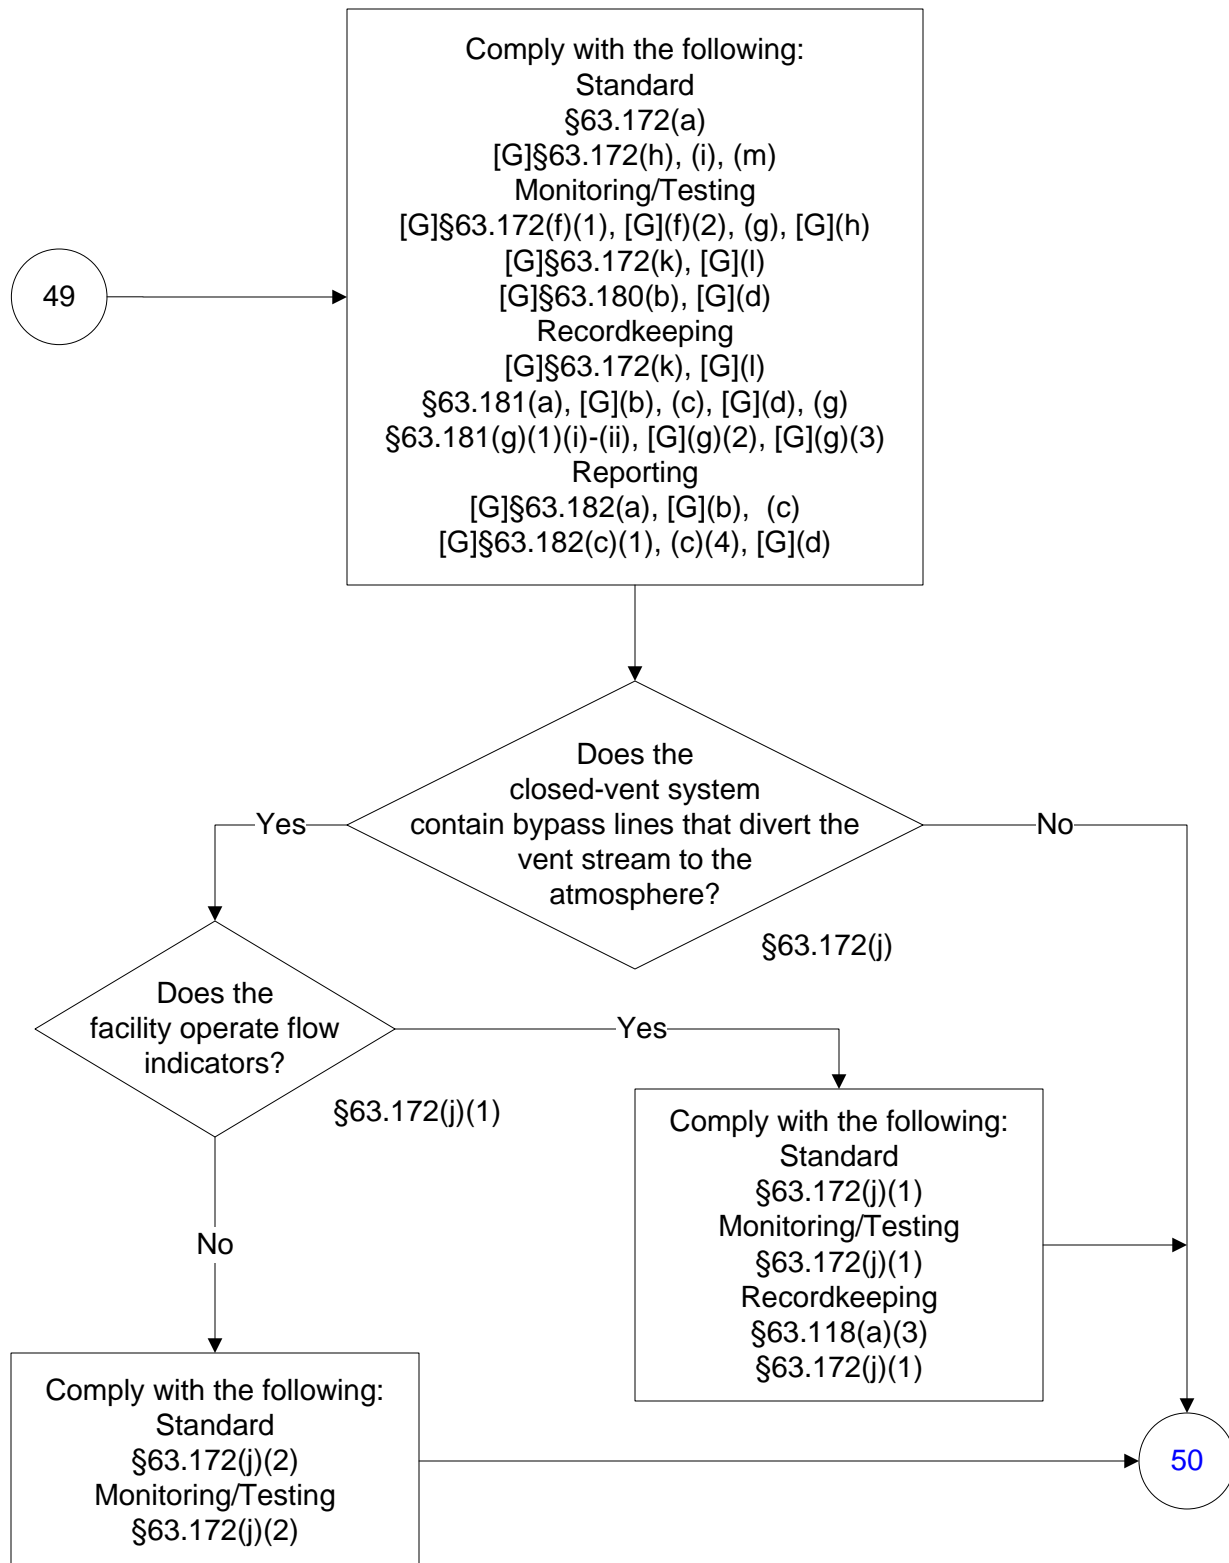 Comply with the following:
Standard
§63.172(a)
[G]§63.172(h), (i), (m)
Monitoring/Testing
[G]§63.172(f)(1), [G](f)(2), (g), [G](h)
[G]§63.172(k), [G](l)
[G]§63.180(b), [G](d)
Recordkeeping
[G]§63.172(k), [G](l)
§63.181(a), [G](b), (c), [G](d), (g)
§63.181(g)(1)(i)-(ii), [G](g)(2), [G](g)(3)
Reporting
[G]§63.182(a), [G](b),  (c)
[G]§63.182(c)(1), (c)(4), [G](d)
49
Does the
closed-vent system
contain bypass lines that divert the
vent stream to the
atmosphere?
Yes
No
§63.172(j)
Does the
facility operate flow
indicators?
Yes
§63.172(j)(1)
No
Comply with the following:
Standard
§63.172(j)(1)
Monitoring/Testing
§63.172(j)(1)
Recordkeeping
§63.118(a)(3)
§63.172(j)(1)
Comply with the following:
Standard
§63.172(j)(2)
Monitoring/Testing
§63.172(j)(2)
50